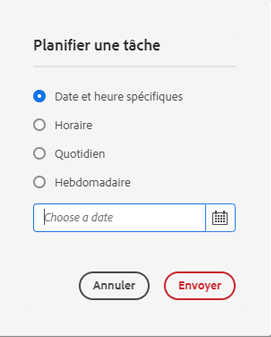 Planifier une tâche
Date et heure spécifiques
Horaire
Quotidien
Hebdomadaire
Choose a date
Annuler Envoyer